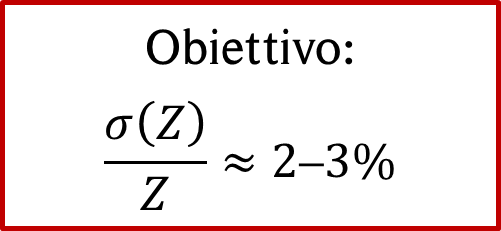 Obiettivo:
σ(Z)/Z ≈ 2–3%